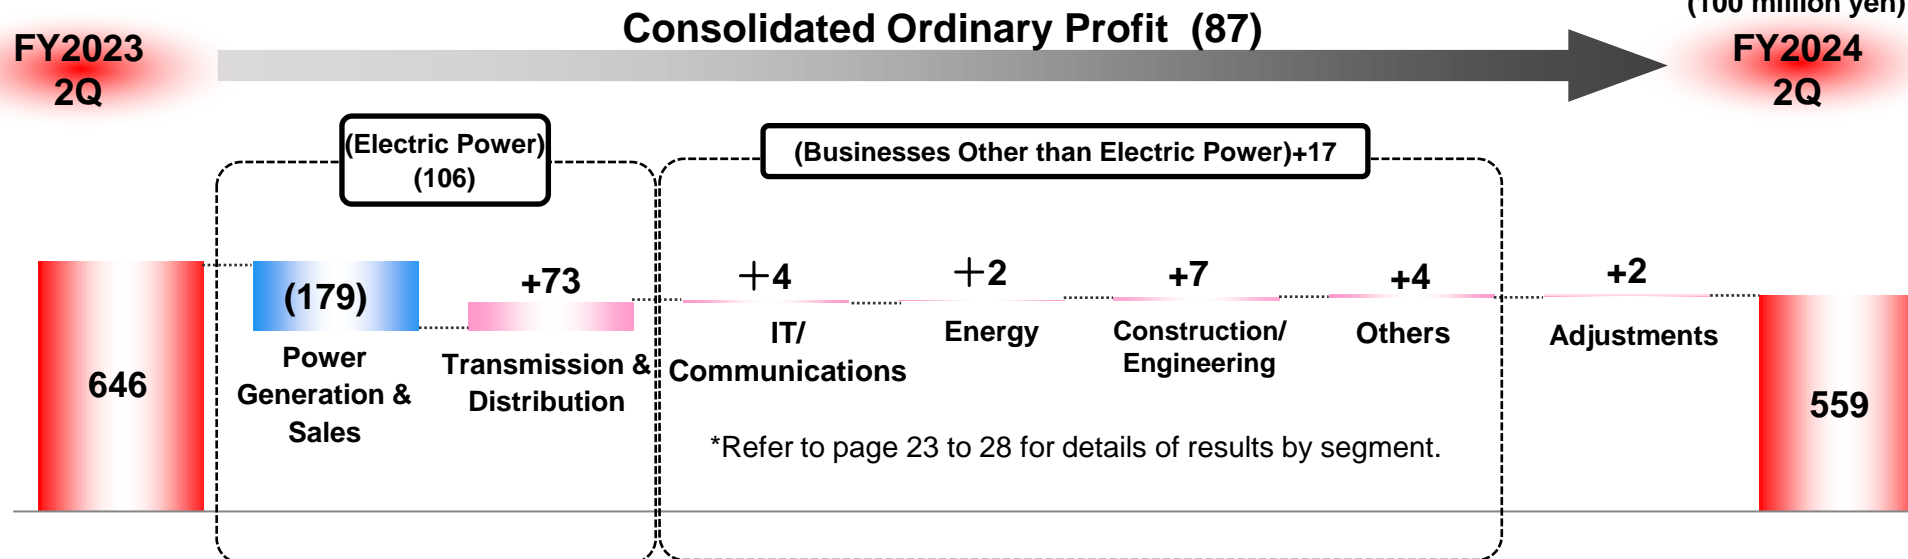 (100 million yen)
Consolidated Ordinary Profit (87)
FY2023
2Q
FY2024
2Q
(Electric Power)
(106)
(Businesses Other than Electric Power)+17
646
(179)
Power
Generation &
Sales
+73
Transmission &
Distribution
+4
IT/
Communications
+2
Energy
+7
Construction/
Engineering
+4
Others
+2
Adjustments
559
*Refer to page 23 to 28 for details of results by segment.